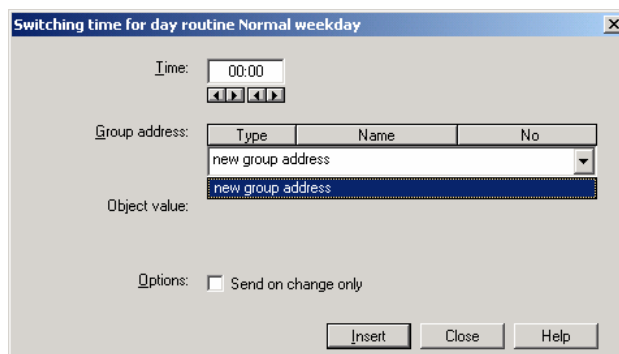 Switching time for day routine Normal weekday
Time: 00:00
Group address: Type Name No
new group address
new group address
Object value:
Options: Send on change only
Insert Close Help